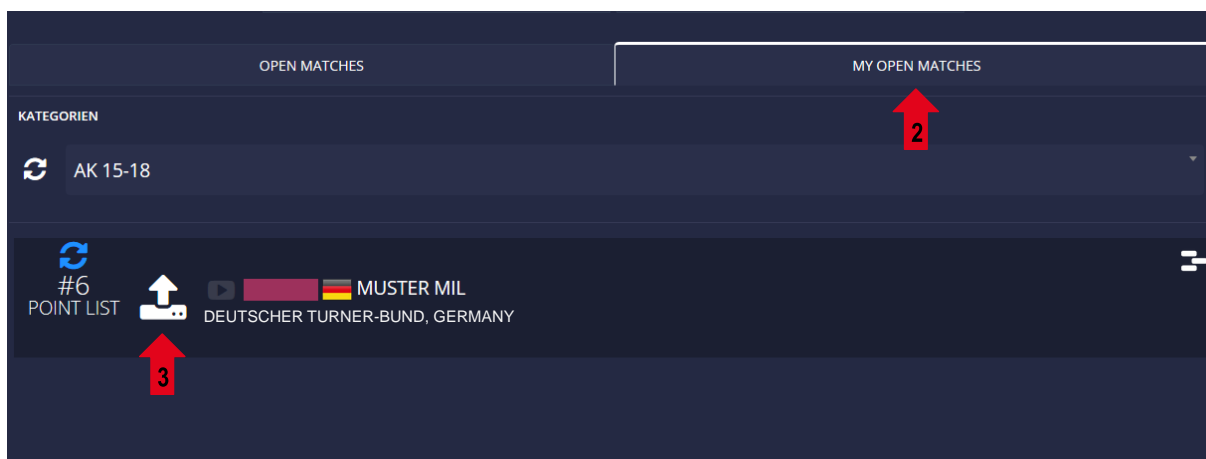 OPEN MATCHES
MY OPEN MATCHES
2
KATEGORIEN
AK 15-18
#6
POINT LIST
MUSTER MIL
DEUTSCHER TURNER-BUND, GERMANY
3